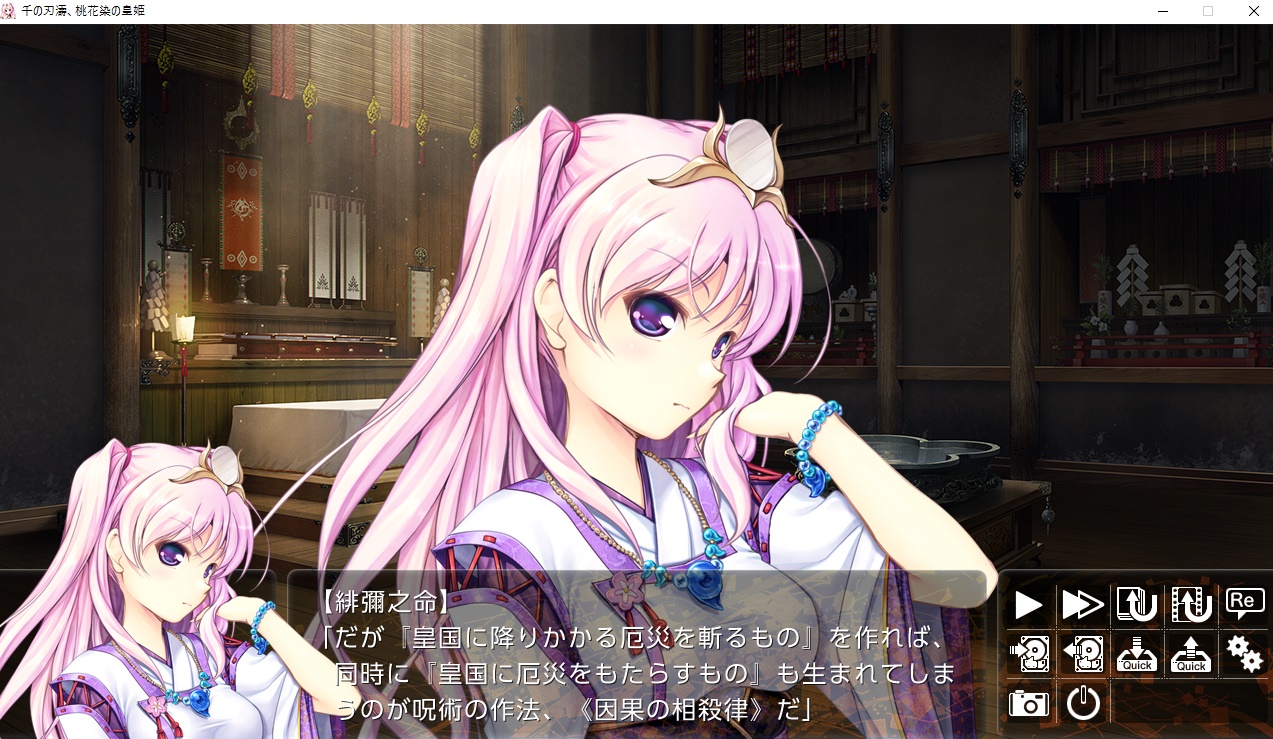 千の刃濤、桃花染の皇姫
【緋彌之命】
「だが『皇国に降りかかる厄災を斬るもの』を作れば、
同時に『皇国に厄災をもたらすもの』も生まれてしま
うのが呪術の作法、《因果の相殺律》だ」
Re
Quick
Quick